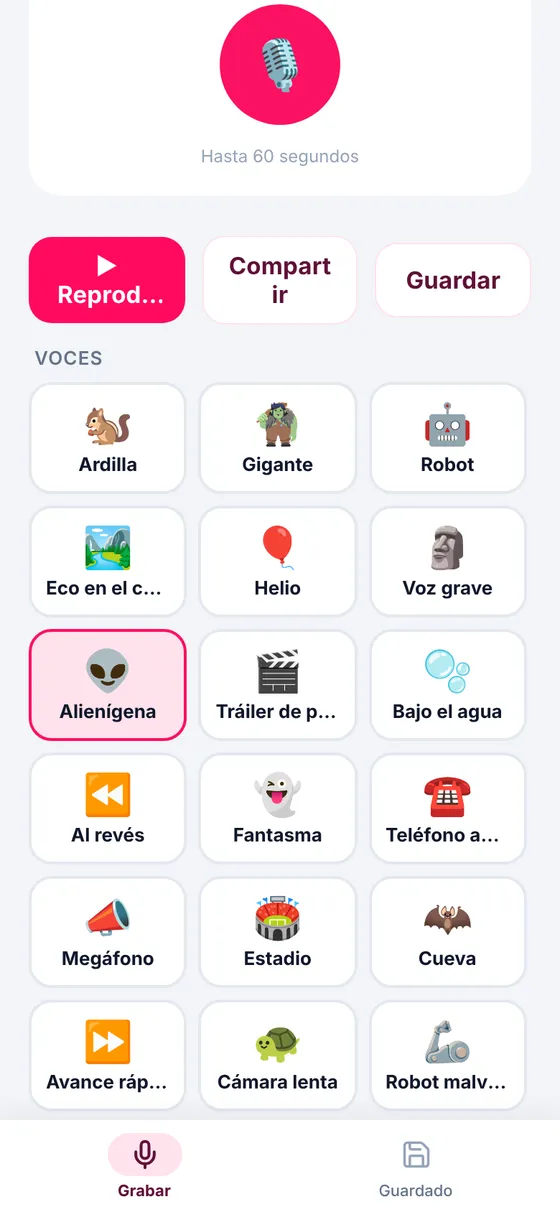 Hasta 60 segundos
▶
Reprod...
Compart
ir
Guardar
VOCES
Ardilla
Gigante
Robot
Eco en el c...
Helio
Voz grave
Alienígena
Tráiler de p...
Bajo el agua
Al revés
Fantasma
Teléfono a...
Megáfono
Estadio
Cueva
Avance ráp...
Cámara lenta
Robot malv...
Grabar
Guardado